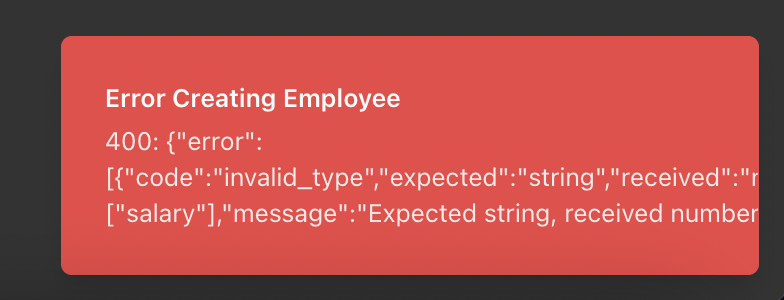 Error Creating Employee
400: {"error":
[{"code":"invalid_type","expected":"string","received":"
["salary"],"message":"Expected string, received number